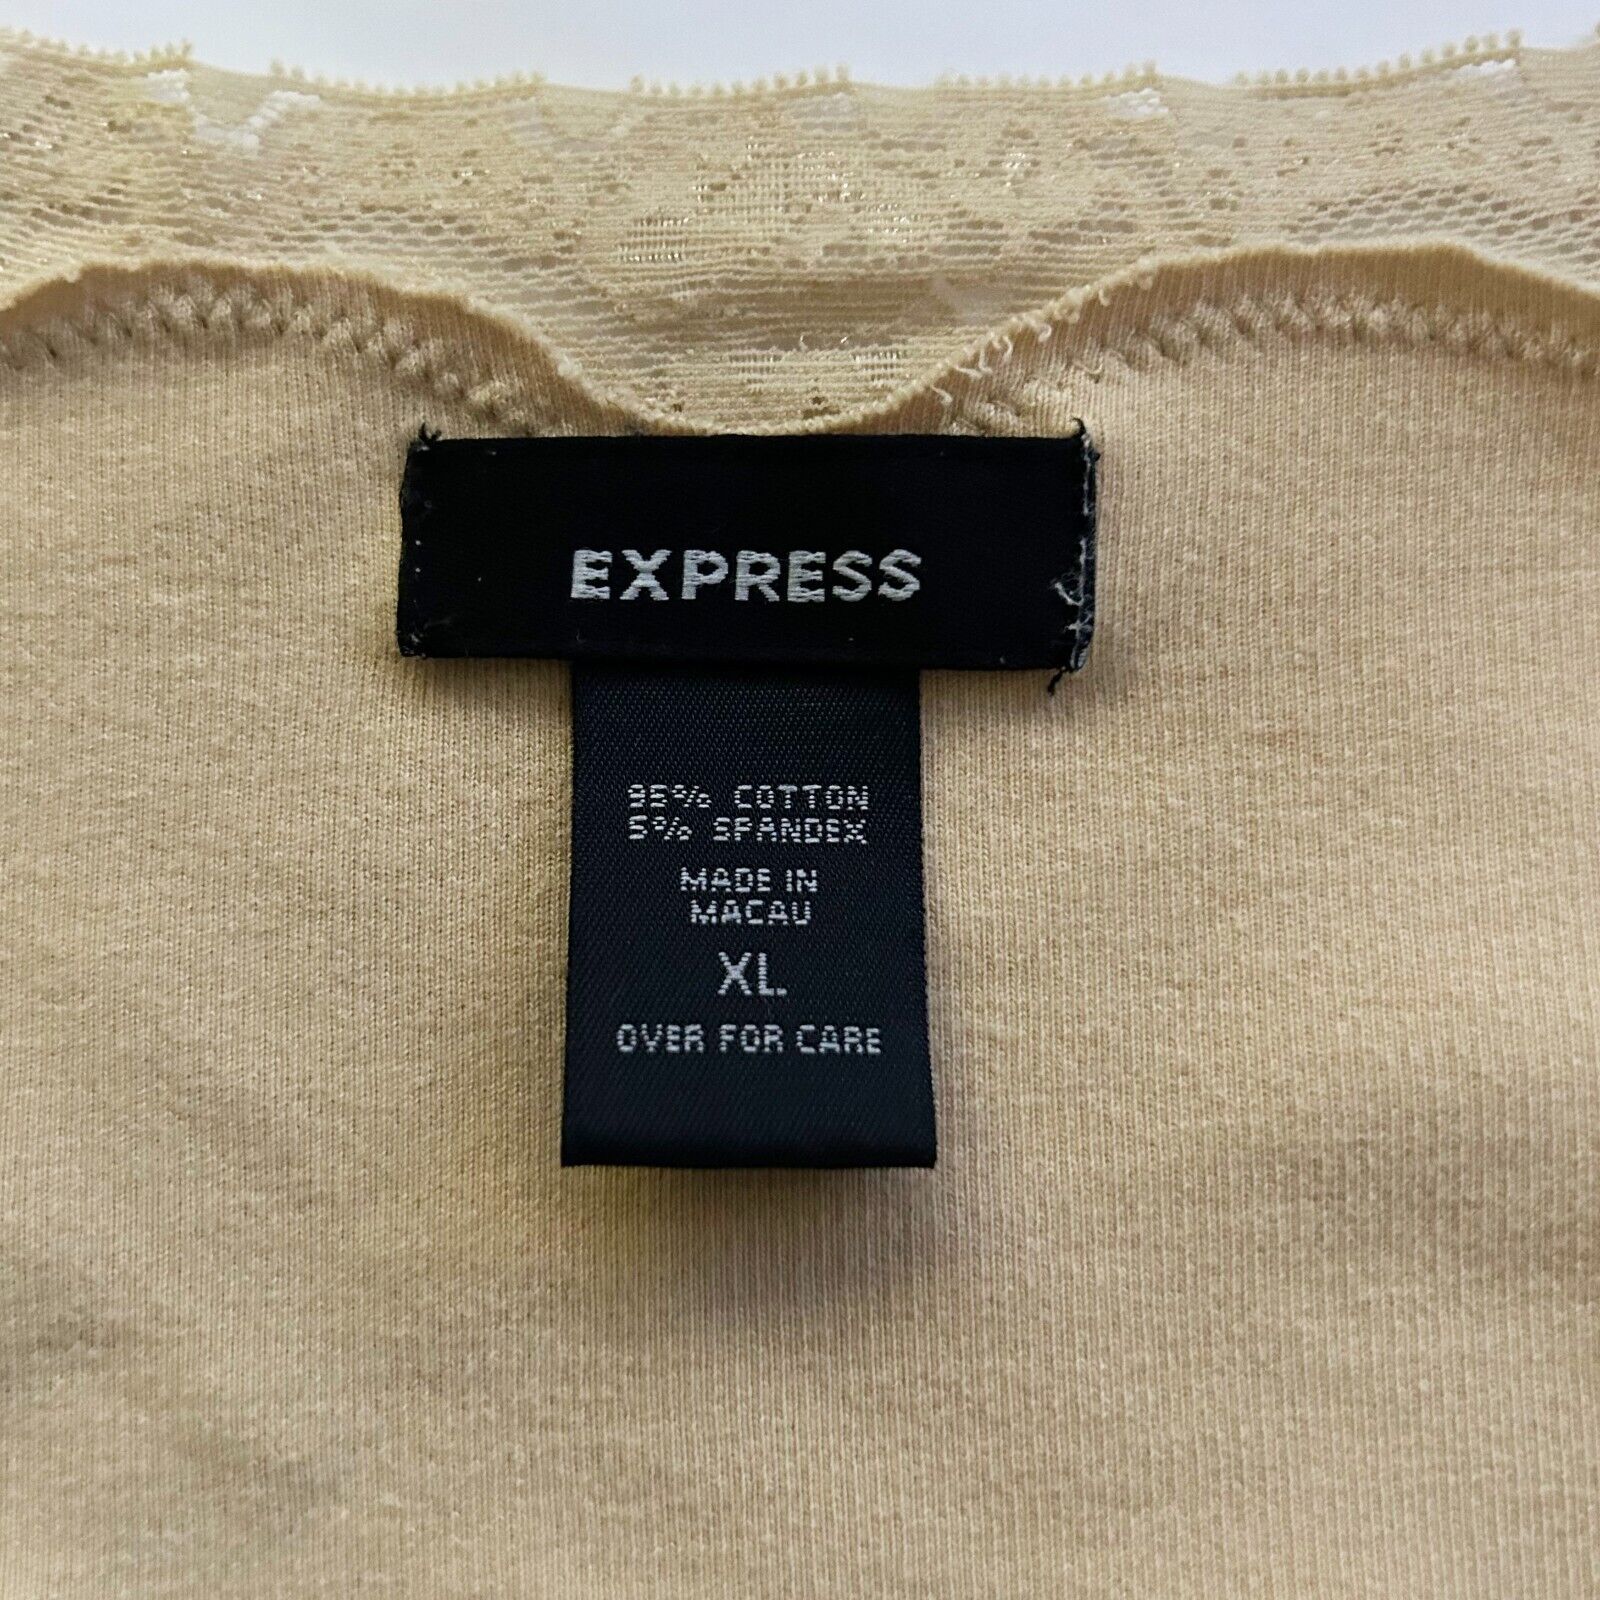 EXPRESS
95% COTTON
5% SPANDEX
MADE IN
MACAU
XL
OVER FOR CARE